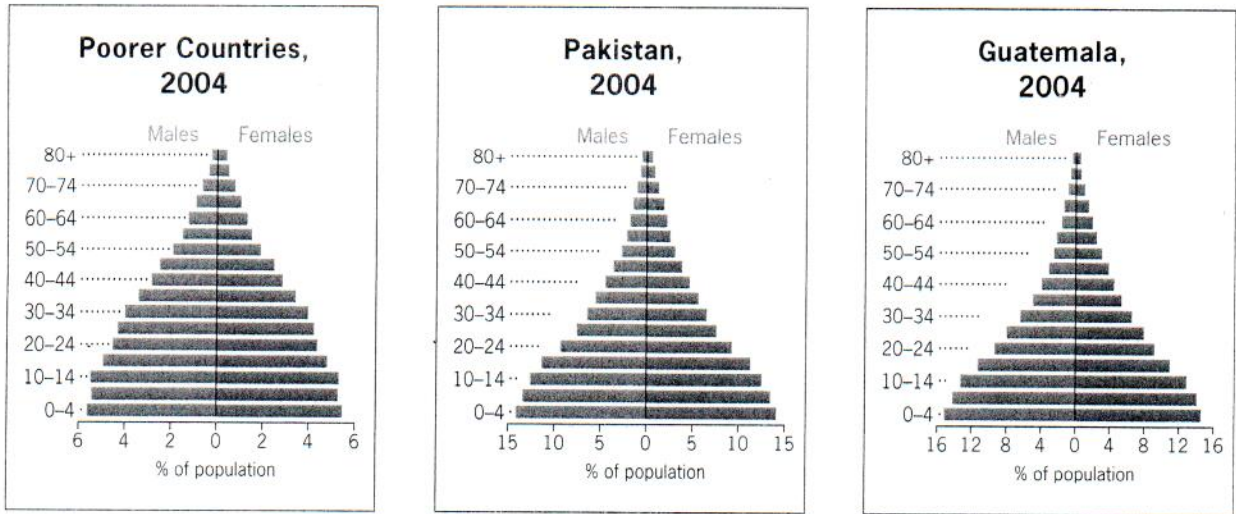 Poorer Countries,
2004
Males Females
80+
70–74
60–64
50–54
40–44
30–34
20–24
10–14
0–4
6 4 2 0 2 4 6
% of population
Pakistan,
2004
Males Females
80+
70–74
60–64
50–54
40–44
30–34
20–24
10–14
0–4
15 10 5 0 5 10 15
% of population
Guatemala,
2004
Males Females
80+
70–74
60–64
50–54
40–44
30–34
20–24
10–14
0–4
16 12 8 4 0 4 8 12 16
% of population